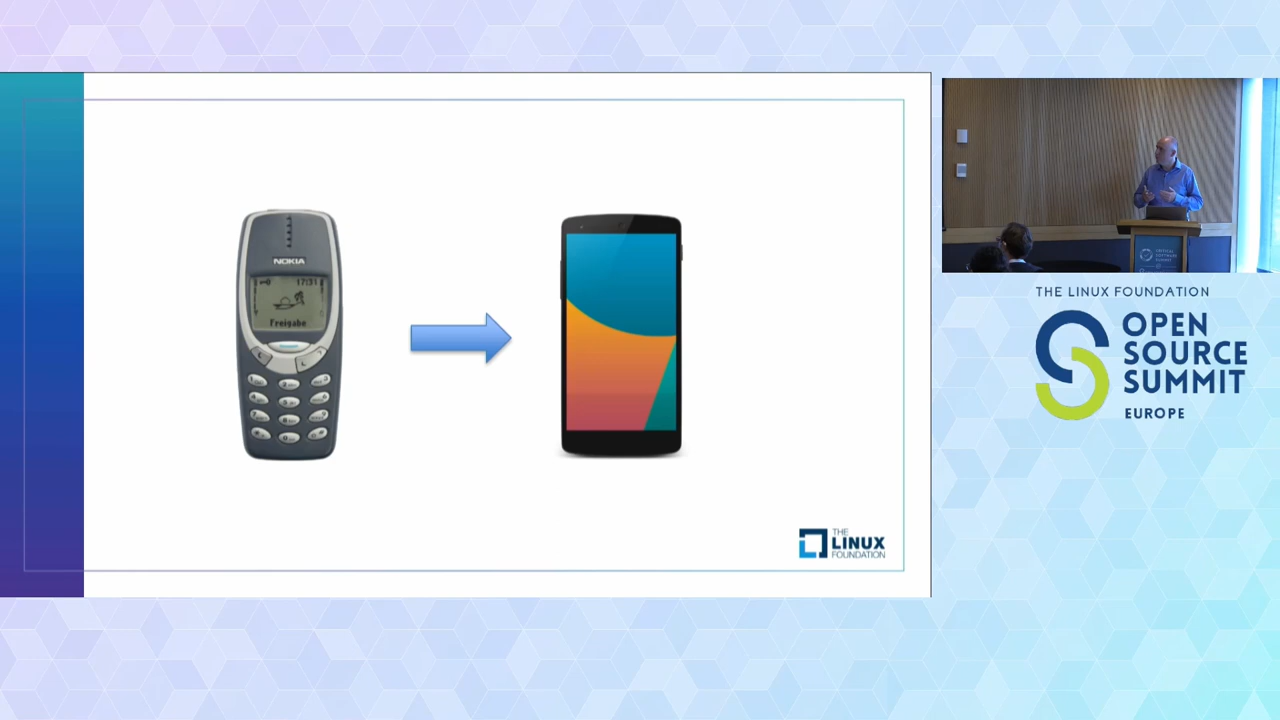 NOKIA
17:31
Freigabe
THE
LINUX
FOUNDATION
THE LINUX FOUNDATION
OPEN
SOURCE
SUMMIT
EUROPE